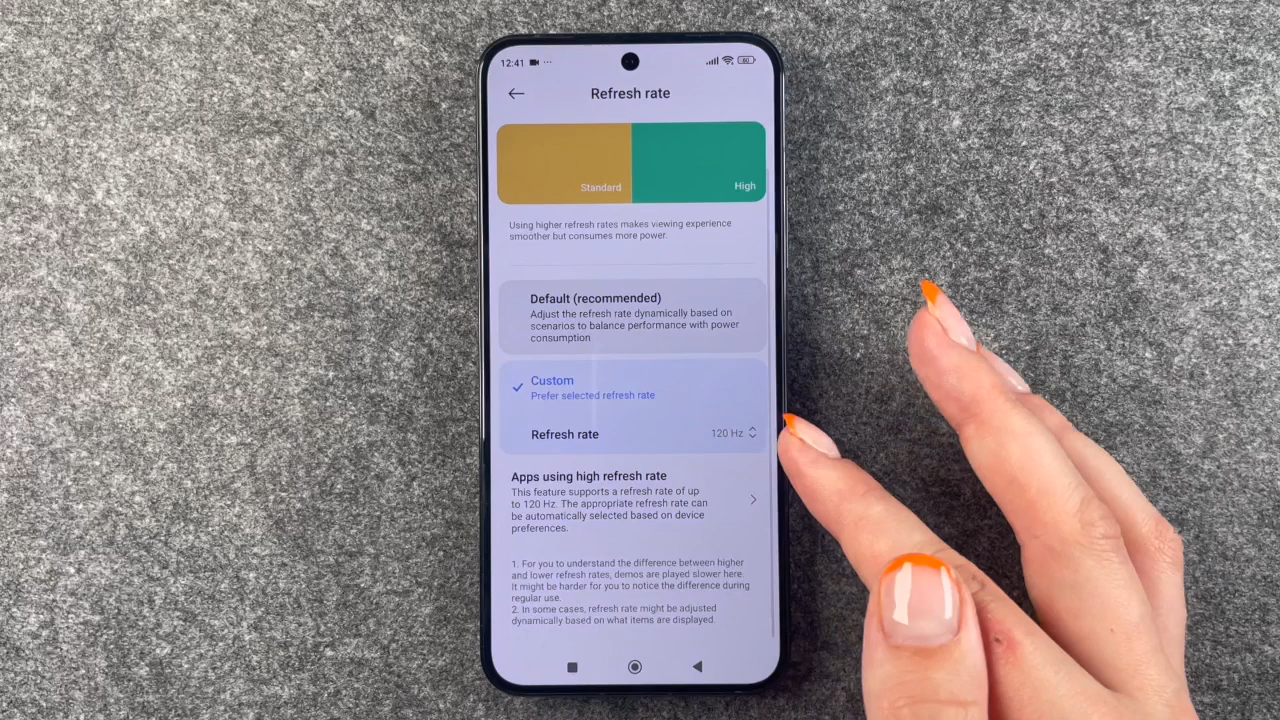 12:41 ...
60
Refresh rate
Standard
High
Using higher refresh rates makes viewing experience
smoother but consumes more power.
Default (recommended)
Adjust the refresh rate dynamically based on
scenarios to balance performance with power
consumption
Custom
Prefer selected refresh rate
Refresh rate 120 Hz
Apps using high refresh rate
This feature supports a refresh rate of up
to 120 Hz. The appropriate refresh rate can
be automatically selected based on device
preferences.
1. For you to understand the difference between higher
and lower refresh rates, demos are played slower here.
It might be harder for you to notice the difference during
regular use.
2. In some cases, refresh rate might be adjusted
dynamically based on what items are displayed.